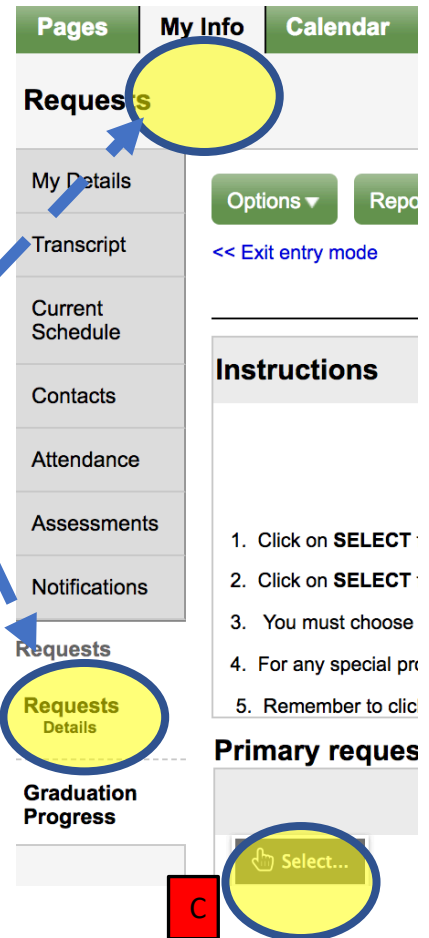 Pages My Info Calendar
Requests
My Details
Transcript
Current
Schedule
Contacts
Attendance
Assessments
Notifications
Requests
Requests
Details
Graduation
Progress
Options▼ Repo
<< Exit entry mode
Instructions
1. Click on SELECT
2. Click on SELECT
3. You must choose
4. For any special pro
5. Remember to clic
Primary reques
Select...
C